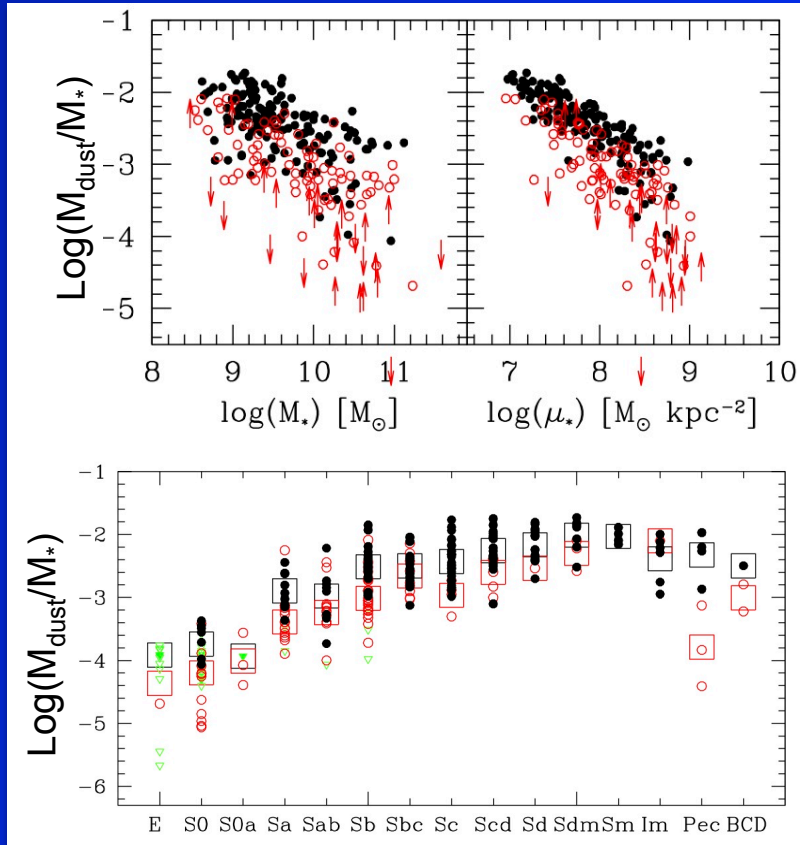 -1
-2
-3
-4
-5
Log(M_dust/M_*)
8 9 10 11 7 8 9 10
log(M_*) [M_⊙] log(μ_*) [M_⊙ kpc⁻²]
-1
-2
-3
-4
-5
-6
Log(M_dust/M_*)
E S0 S0a Sa Sab Sb Sbc Sc Scd Sd Sdm Sm Im Pec BCD